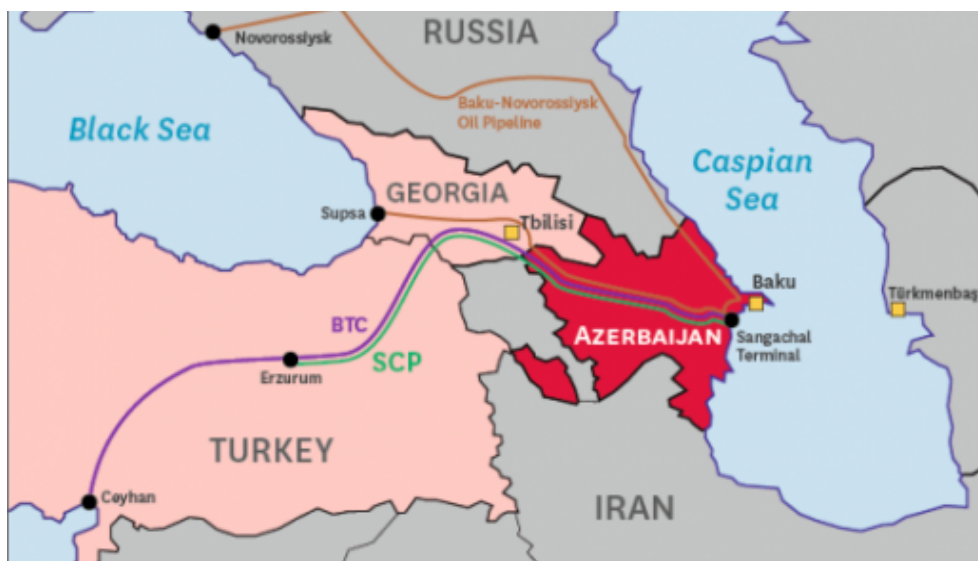 Novorossiysk
RUSSIA
Baku-Novorossiysk
Oil Pipeline
Black Sea
Caspian
Sea
GEORGIA
Supsa
Tbilisi
Baku
Türkmenbaş
BTC
SCP
AZERBAIJAN
Sangachal
Terminal
Erzurum
TURKEY
Ceyhan
IRAN